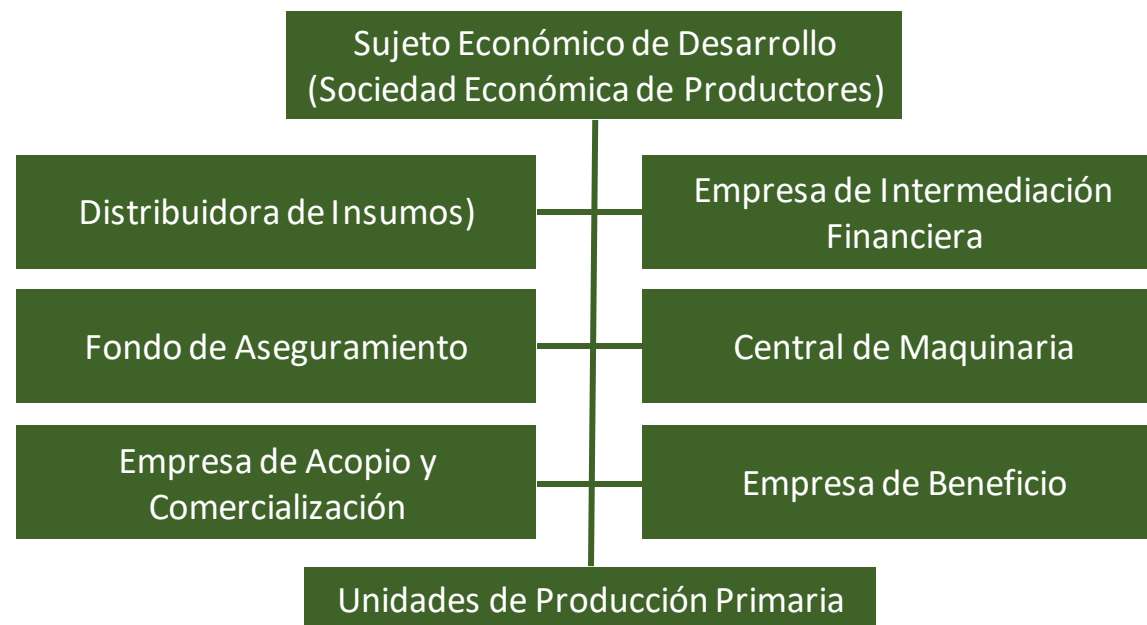 Sujeto Económico de Desarrollo
(Sociedad Económica de Productores)
Distribuidora de Insumos)
Empresa de Intermediación
Financiera
Fondo de Aseguramiento
Central de Maquinaria
Empresa de Acopio y
Comercialización
Empresa de Beneficio
Unidades de Producción Primaria